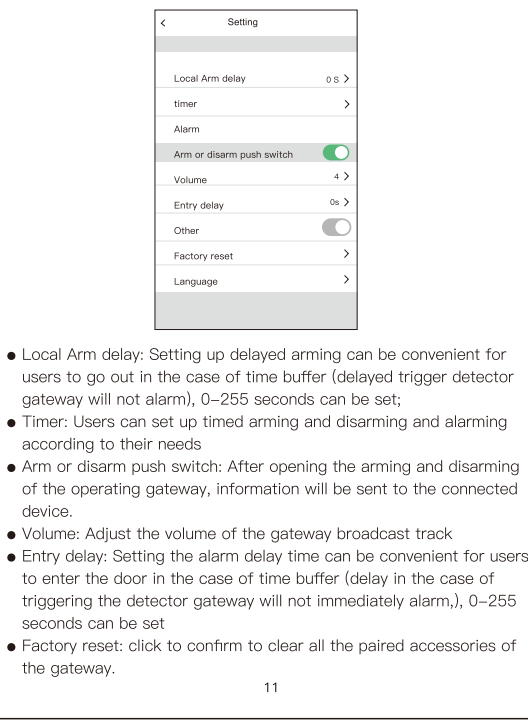 < Setting
Local Arm delay 0 S >
timer >
Alarm
Arm or disarm push switch
Volume 4 >
Entry delay 0s >
Other
Factory reset >
Language >
● Local Arm delay: Setting up delayed arming can be convenient for
users to go out in the case of time buffer (delayed trigger detector
gateway will not alarm), 0–255 seconds can be set;
● Timer: Users can set up timed arming and disarming and alarming
according to their needs
● Arm or disarm push switch: After opening the arming and disarming
of the operating gateway, information will be sent to the connected
device.
● Volume: Adjust the volume of the gateway broadcast track
● Entry delay: Setting the alarm delay time can be convenient for users
to enter the door in the case of time buffer (delay in the case of
triggering the detector gateway will not immediately alarm,), 0–255
seconds can be set
● Factory reset: click to confirm to clear all the paired accessories of
the gateway.
11